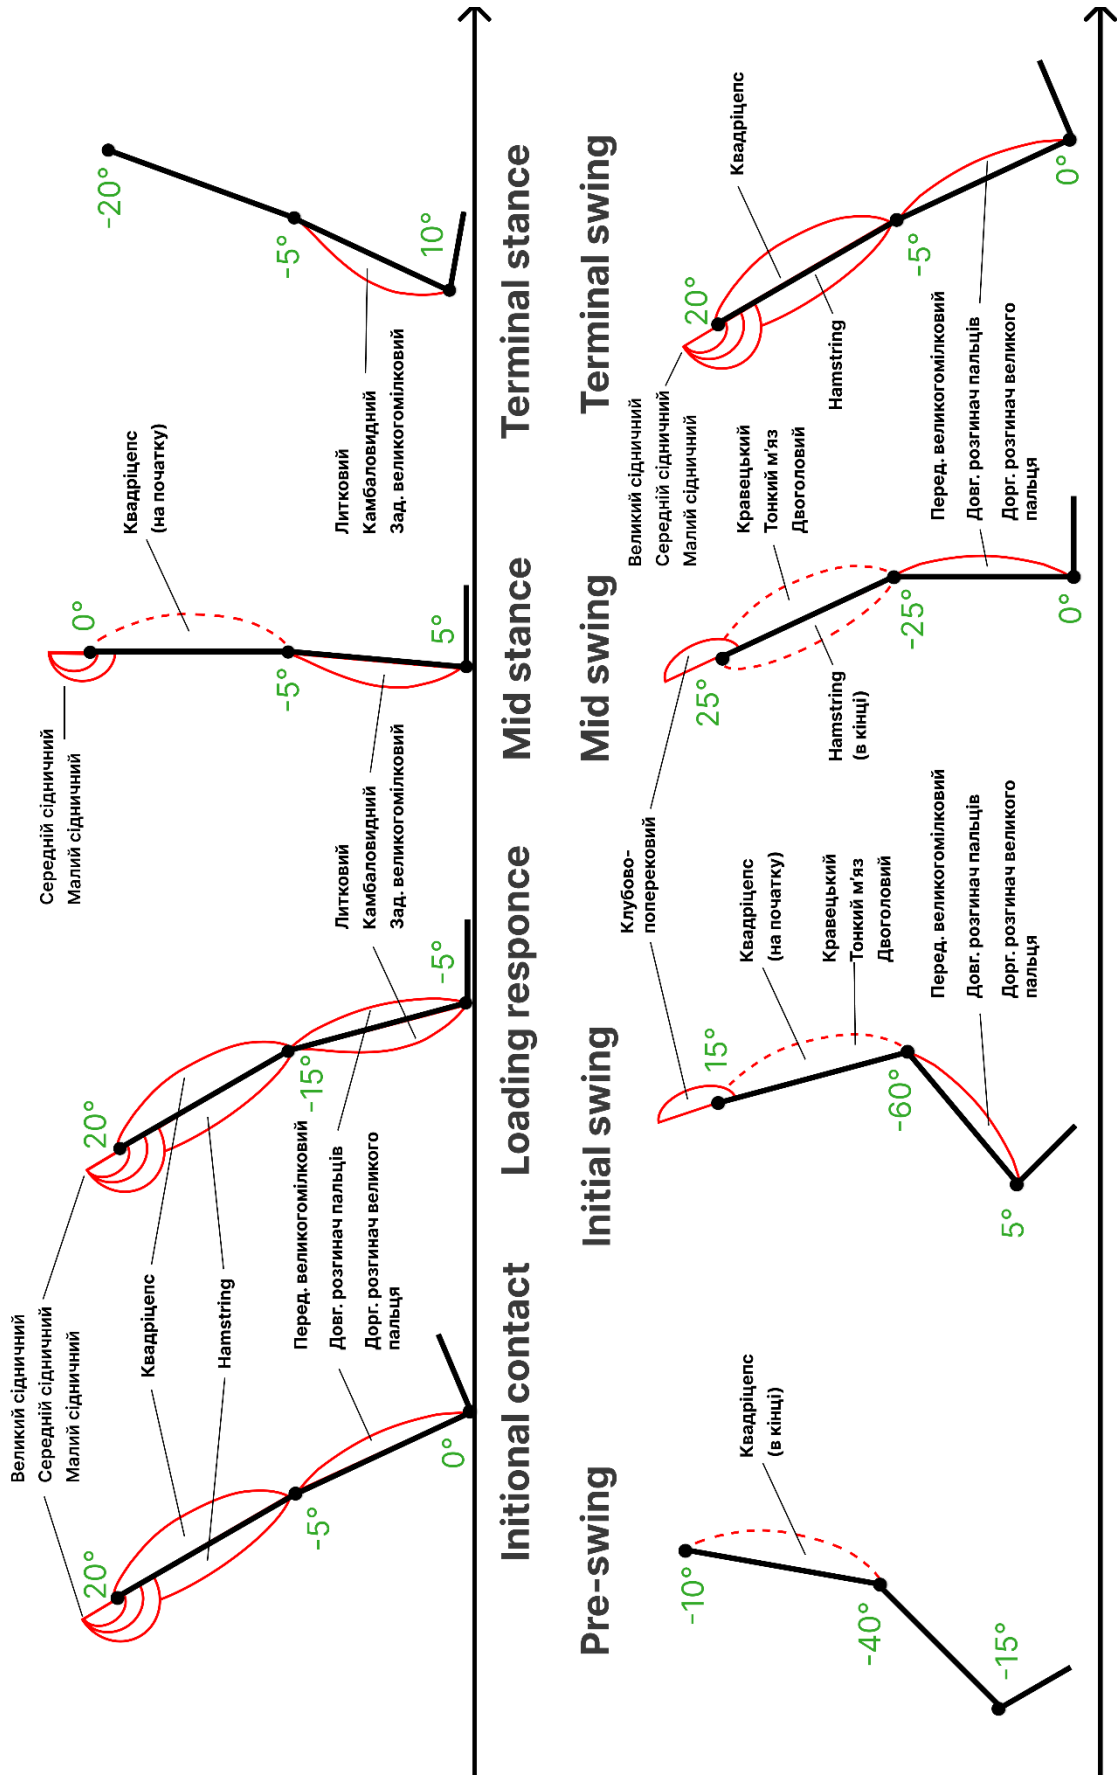 Великий сідничний
Середній сідничний
Малий сідничний
20°
Квадріцепс
Hamstring
-5°
Перед. великогомілковий
Довг. розгинач пальців
Дорг. розгинач великого
пальця
0°
Initional contact
20°
-15°
Литковий
Камбаловидний
Зад. великогомілковий
-5°
Loading responce
Середній сідничний
Малий сідничний
0°
Квадріцепс
(на початку)
-5°
5°
Mid stance
-20°
-5°
Литковий
Камбаловидний
Зад. великогомілковий
10°
Terminal stance
Pre-swing
-10°
Квадріцепс
(в кінці)
-40°
-15°
Initial swing
Клубово-
поперековий
15°
Квадріцепс
(на початку)
Кравецький
Тонкий м'яз
Двоголовий
-60°
Перед. великогомілковий
Довг. розгинач пальців
Дорг. розгинач великого
пальця
5°
Mid swing
25°
Кравецький
Тонкий м'яз
Двоголовий
Hamstring
(в кінці)
-25°
Перед. великогомілковий
Довг. розгинач пальців
Дорг. розгинач великого
пальця
0°
Terminal swing
Великий сідничний
Середній сідничний
Малий сідничний
20°
Квадріцепс
Hamstring
-5°
0°